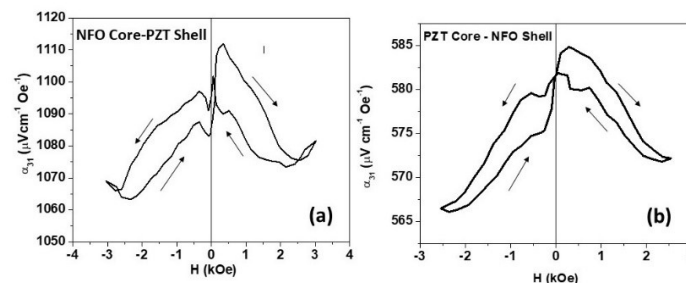 NFO Core-PZT Shell
1120
1110
1100
1090
1080
1070
1060
1050
1040
α31 (μVcm-1 Oe-1)
-4 -3 -2 -1 0 1 2 3 4
H (kOe)
(a)
PZT Core - NFO Shell
585
580
575
570
565
α31 (μV cm-1 Oe-1)
-3 -2 -1 0 1 2
H (kOe)
(b)